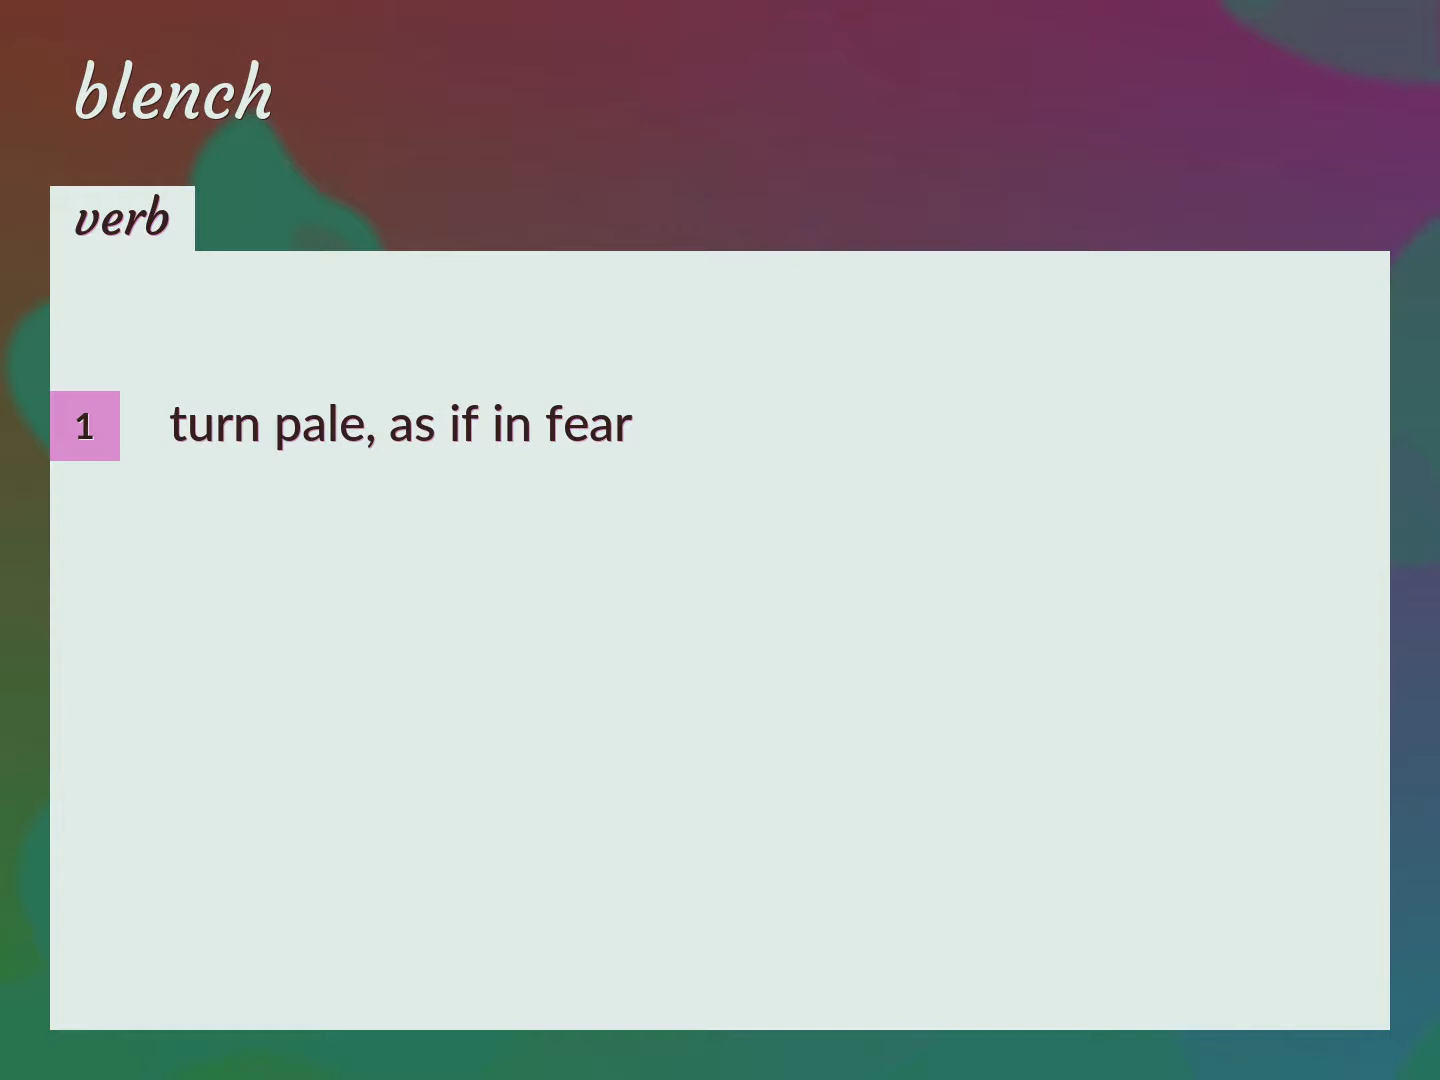 blench
verb
1 turn pale, as if in fear